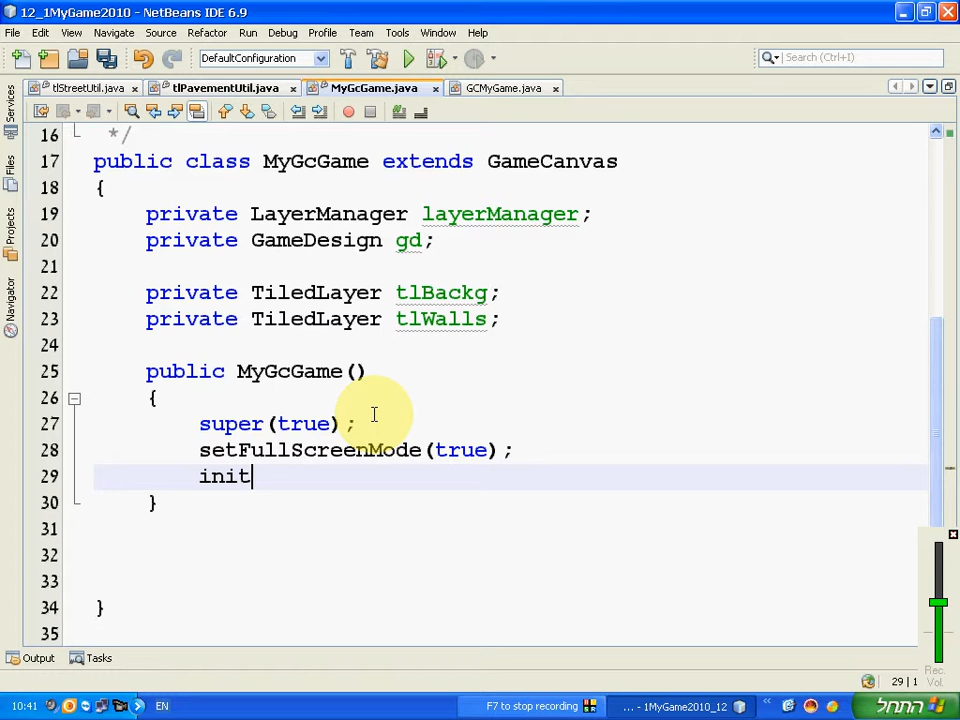 12_1MyGame2010 - NetBeans IDE 6.9
File Edit View Navigate Source Refactor Run Debug Profile Team Tools Window Help
DefaultConfiguration
Search (Ctrl+I)
tlStreetUtil.java tlPavementUtil.java MyGcGame.java GCMyGame.java
Services
Files
Projects
Navigator
16 */
17 public class MyGcGame extends GameCanvas
18 {
19 private LayerManager layerManager;
20 private GameDesign gd;
21
22 private TiledLayer tlBackg;
23 private TiledLayer tlWalls;
24
25 public MyGcGame()
26 {
27 super(true);
28 setFullScreenMode(true);
29 init
30 }
31
32
33
34 }
35
Output Tasks
Rec.
Vol.
29 | 1
10:41 EN F7 to stop recording ... - 1MyGame2010_12 התחל